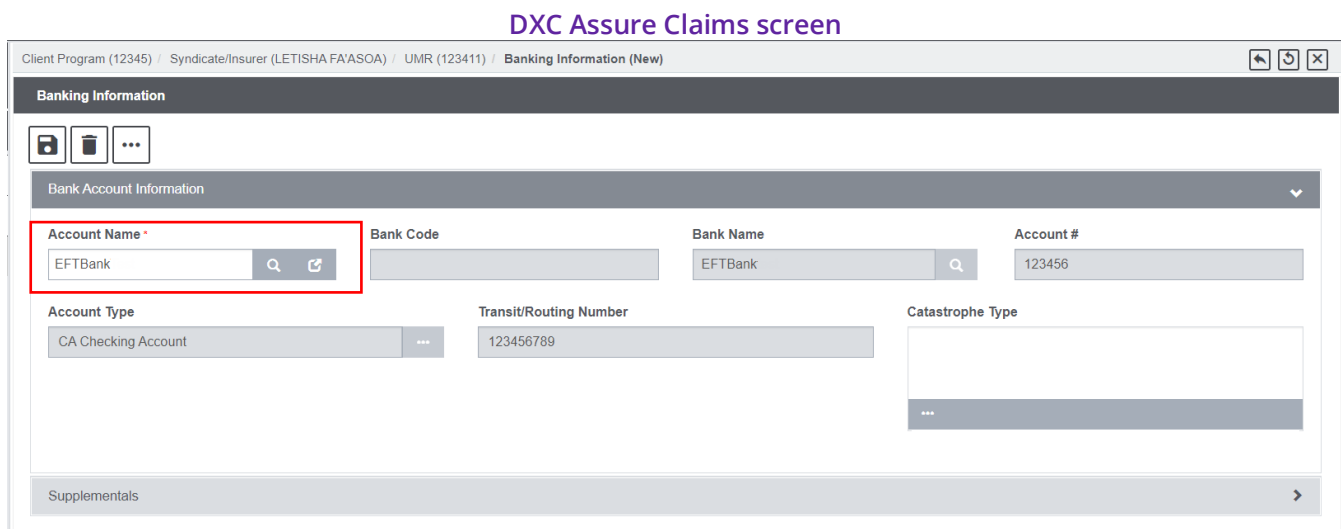 DXC Assure Claims screen
Client Program (12345) / Syndicate/Insurer (LETISHA FA'ASOA) / UMR (123411) / Banking Information (New)
Banking Information
Bank Account Information
Account Name * Bank Code Bank Name Account #
EFTBank EFTBank 123456
Account Type Transit/Routing Number Catastrophe Type
CA Checking Account 123456789
Supplementals